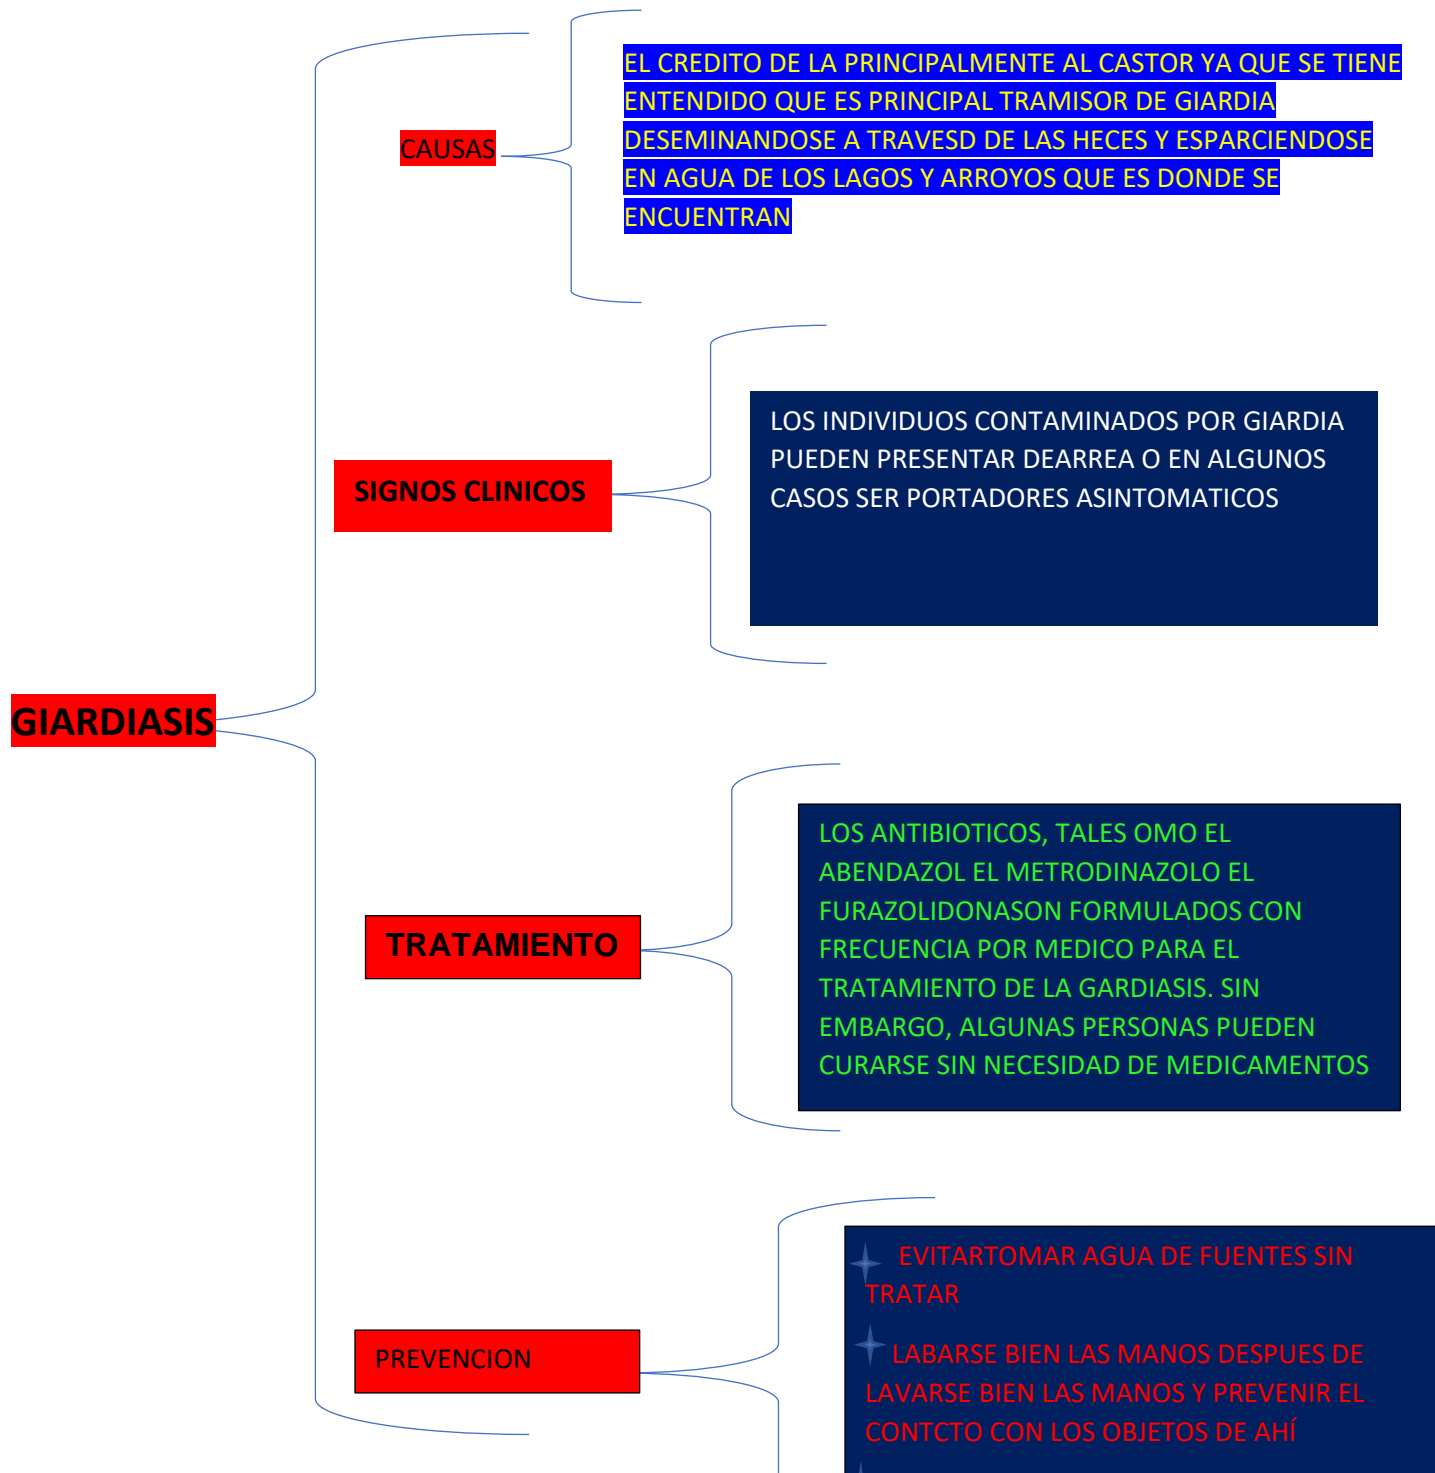 EL CREDITO DE LA PRINCIPALMENTE AL CASTOR YA QUE SE TIENE
ENTENDIDO QUE ES PRINCIPAL TRAMISOR DE GIARDIA
DESEMINANDOSE A TRAVESD DE LAS HECES Y ESPARCIENDOSE
EN AGUA DE LOS LAGOS Y ARROYOS QUE ES DONDE SE
ENCUENTRAN
CAUSAS
LOS INDIVIDUOS CONTAMINADOS POR GIARDIA
PUEDEN PRESENTAR DEARREA O EN ALGUNOS
CASOS SER PORTADORES ASINTOMATICOS
SIGNOS CLINICOS
GIARDIASIS
LOS ANTIBIOTICOS, TALES OMO EL
ABENDAZOL EL METRODINAZOLO EL
FURAZOLIDONASON FORMULADOS CON
FRECUENCIA POR MEDICO PARA EL
TRATAMIENTO DE LA GARDIASIS. SIN
EMBARGO, ALGUNAS PERSONAS PUEDEN
CURARSE SIN NECESIDAD DE MEDICAMENTOS
TRATAMIENTO
EVITARTOMAR AGUA DE FUENTES SIN
TRATAR
LABARSE BIEN LAS MANOS DESPUES DE
LAVARSE BIEN LAS MANOS Y PREVENIR EL
CONTCTO CON LOS OBJETOS DE AHÍ
PREVENCION